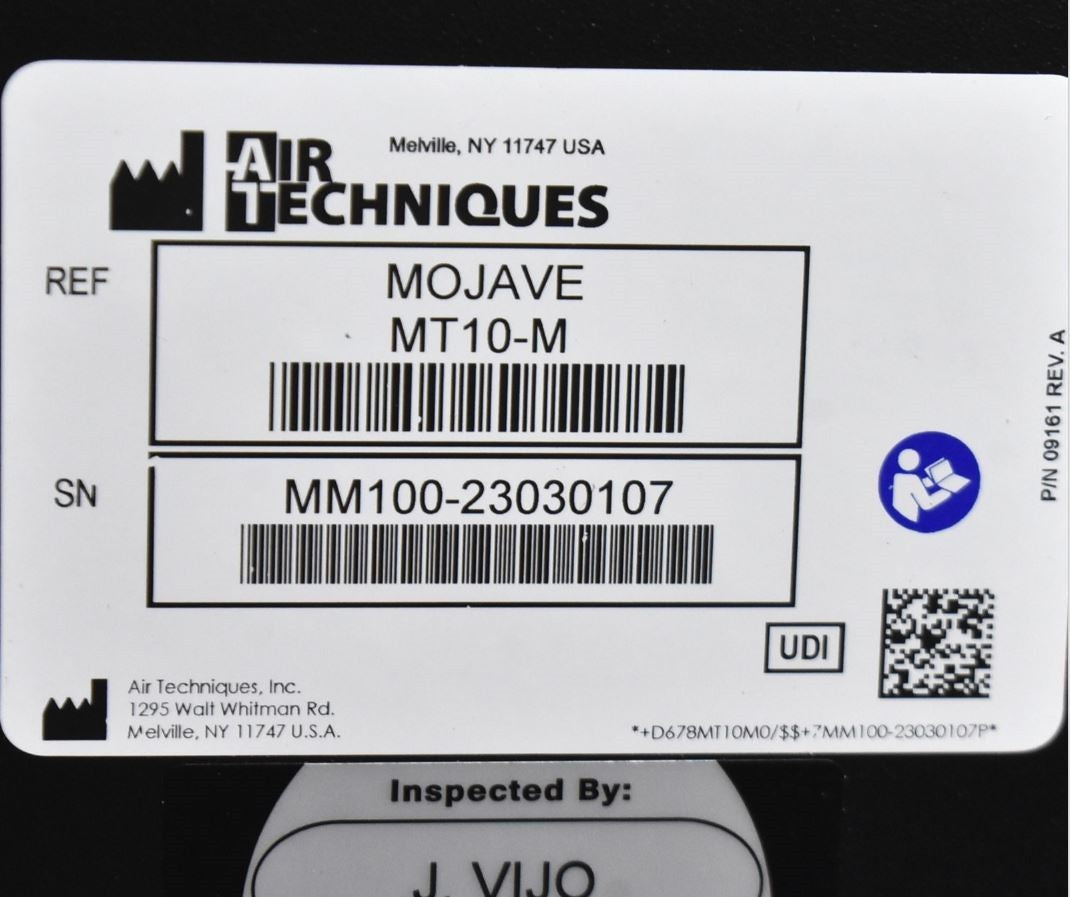 Melville, NY 11747 USA
AIR
TECHNIQUES
REF
MOJAVE
MT10-M
SN
MM100-23030107
P/N 09161 REV. A
UDI
Air Techniques, Inc.
1295 Walt Whitman Rd.
Melville, NY 11747 U.S.A.
*+D678MT10M0/$$+7MM100-23030107P*
Inspected By:
J. VIJO